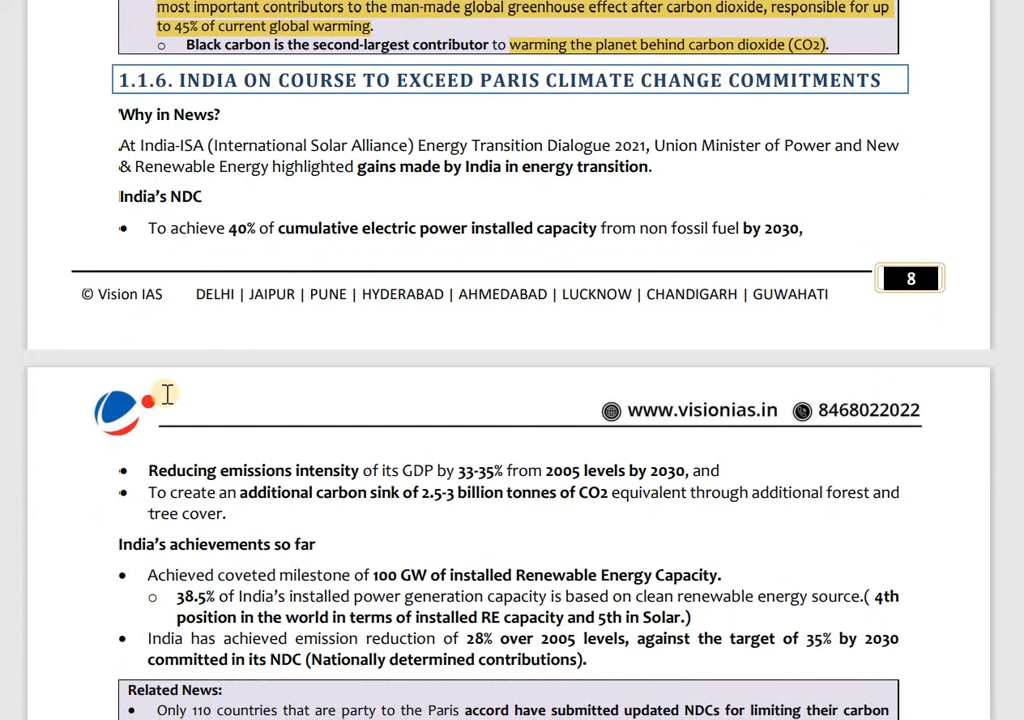 most important contributors to the man-made global greenhouse effect after carbon dioxide, responsible for up
to 45% of current global warming.
o Black carbon is the second-largest contributor to warming the planet behind carbon dioxide (CO2).
1.1.6. INDIA ON COURSE TO EXCEED PARIS CLIMATE CHANGE COMMITMENTS
Why in News?
At India-ISA (International Solar Alliance) Energy Transition Dialogue 2021, Union Minister of Power and New
& Renewable Energy highlighted gains made by India in energy transition.
India's NDC
• To achieve 40% of cumulative electric power installed capacity from non fossil fuel by 2030,
8
© Vision IAS DELHI | JAIPUR | PUNE | HYDERABAD | AHMEDABAD | LUCKNOW | CHANDIGARH | GUWAHATI
www.visionias.in 8468022022
• Reducing emissions intensity of its GDP by 33-35% from 2005 levels by 2030, and
• To create an additional carbon sink of 2.5-3 billion tonnes of CO2 equivalent through additional forest and
tree cover.
India's achievements so far
• Achieved coveted milestone of 100 GW of installed Renewable Energy Capacity.
o 38.5% of India's installed power generation capacity is based on clean renewable energy source.( 4th
position in the world in terms of installed RE capacity and 5th in Solar.)
• India has achieved emission reduction of 28% over 2005 levels, against the target of 35% by 2030
committed in its NDC (Nationally determined contributions).
Related News:
• Only 110 countries that are party to the Paris accord have submitted updated NDCs for limiting their carbon